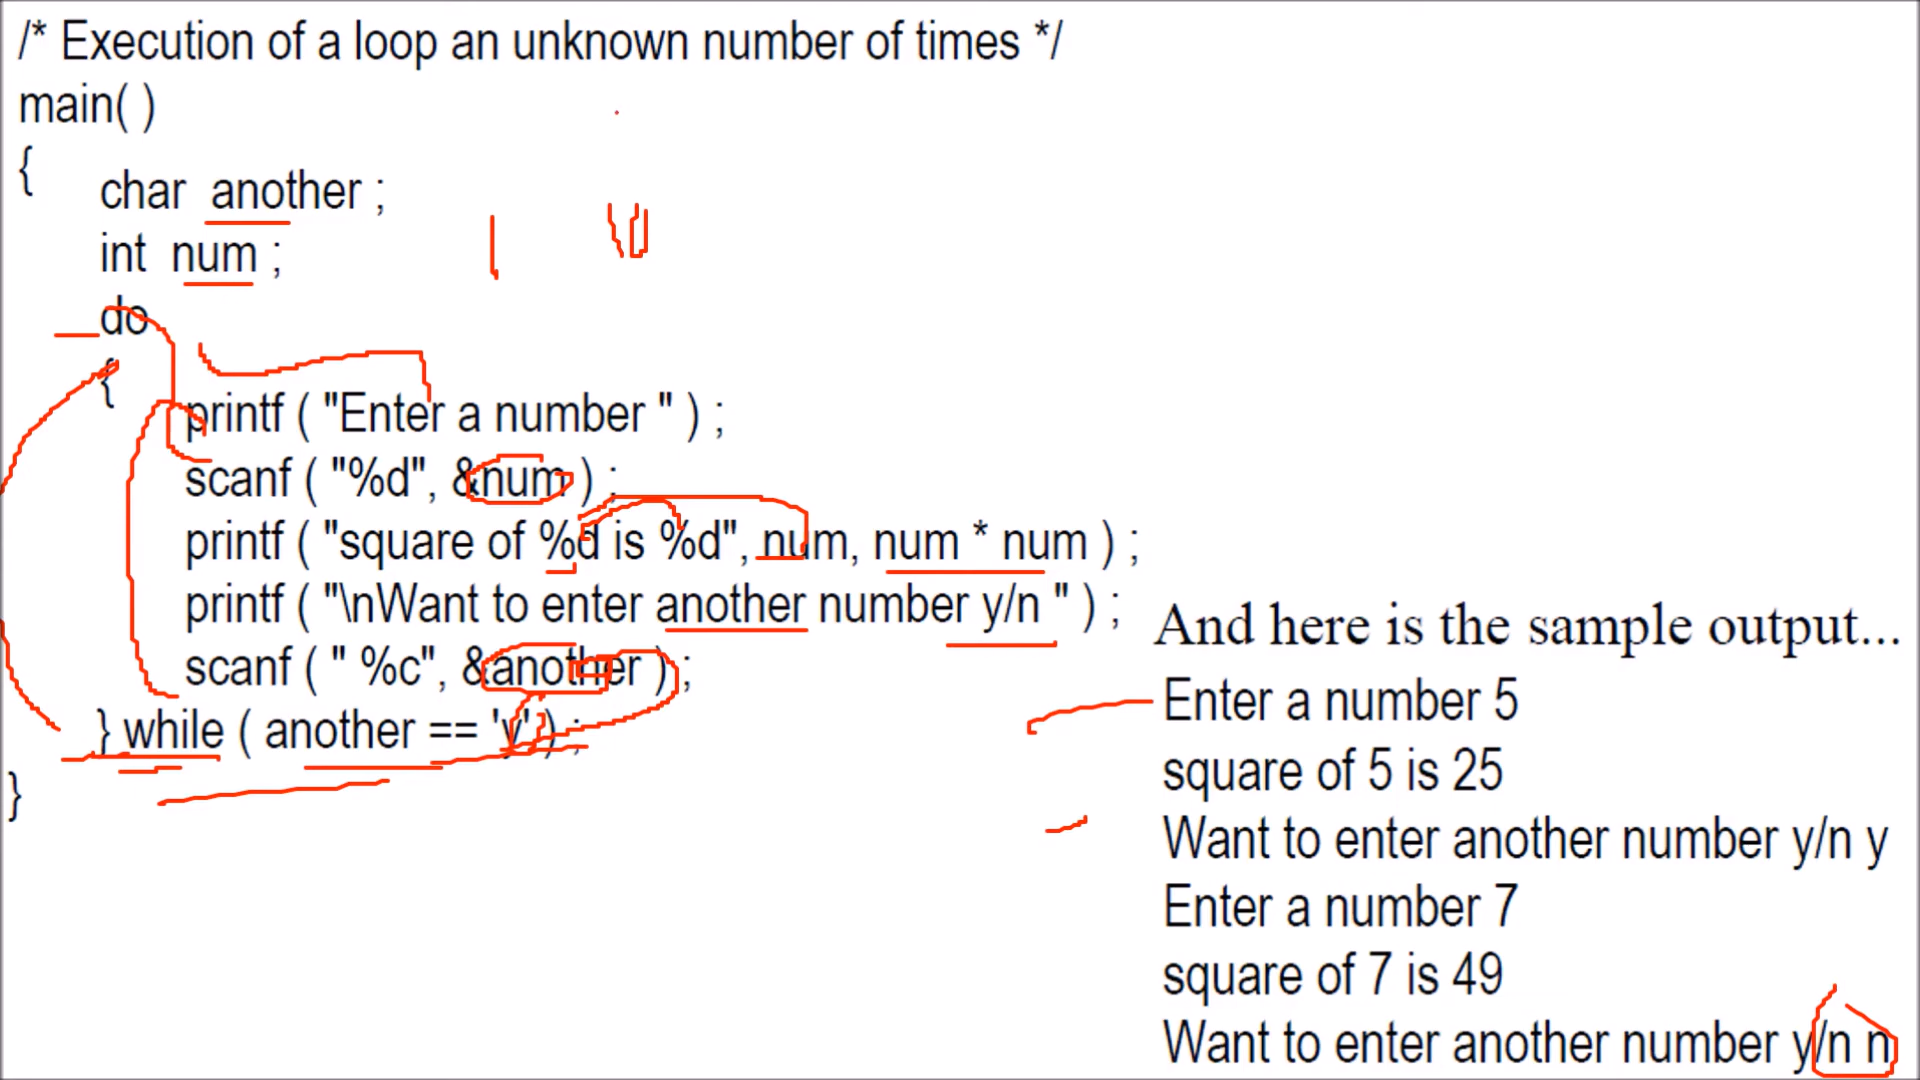 /* Execution of a loop an unknown number of times */
main( )
{
char another ;
int num ;
do
{
printf ( "Enter a number " ) ;
scanf ( "%d", &num ) ;
printf ( "square of %d is %d", num, num * num ) ;
printf ( "\nWant to enter another number y/n " ) ;
scanf ( " %c", &another ) ;
} while ( another == 'y' ) ;
}
And here is the sample output...
Enter a number 5
square of 5 is 25
Want to enter another number y/n y
Enter a number 7
square of 7 is 49
Want to enter another number y/n n